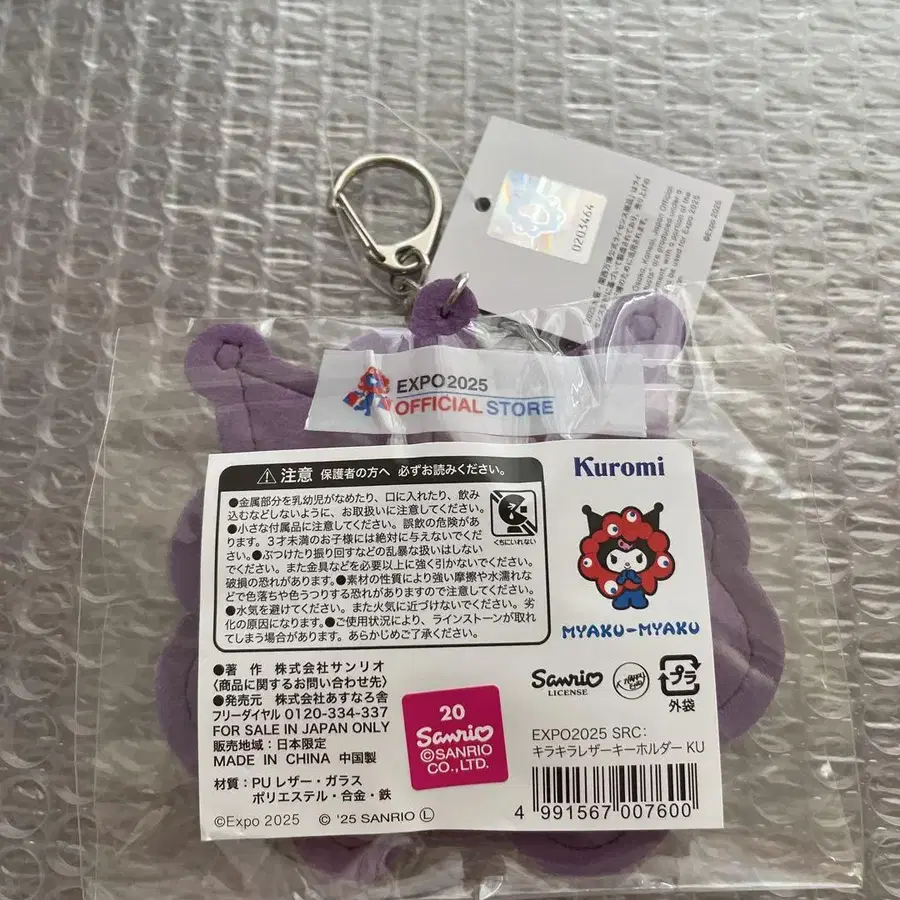 0203464
©Expo 2025
EXPO2025
OFFICIAL STORE
注意 保護者の方へ 必ずお読みください。
●金属部分を乳幼児がなめたり、口に入れたり、飲み
込むなどしないように、お取扱いに注意してください。
●小さな付属品に注意してください。誤飲の危険があ
ります。3才未満のお子様には絶対に与えないでくだ
さい。●ぶつけたり振り回すなどの乱暴な扱いはしない
でください。また金具などを必要以上に強く引かないでください。
破損の恐れがあります。●素材の性質により強い摩擦や水濡れな
どで色落ちや色うつりする恐れがありますので注意してください。
●水気を避けてください。また火気に近づけないでください。劣
化の原因になります。●ご使用状況により、ラインストーンが取れ
てしまう場合があります。あらかじめご了承ください。
くちにいれない
Kuromi
MYAKU-MYAKU
●著 作 株式会社サンリオ
(商品に関するお問い合わせ先)
●発売元 株式会社あすなろ舎
フリーダイヤル 0120-334-337
FOR SALE IN JAPAN ONLY
販売地域:日本限定
MADE IN CHINA 中国製
材質:PUレザー・ガラス
ポリエステル・合金・鉄
©Expo 2025 © '25 SANRIO Ⓛ
20
Sanrio
©SANRIO
CO.,LTD.
Sanrio
LICENSE
プラ
外袋
EXPO2025 SRC:
キラキラレザーキーホルダー KU
4 991567 007600